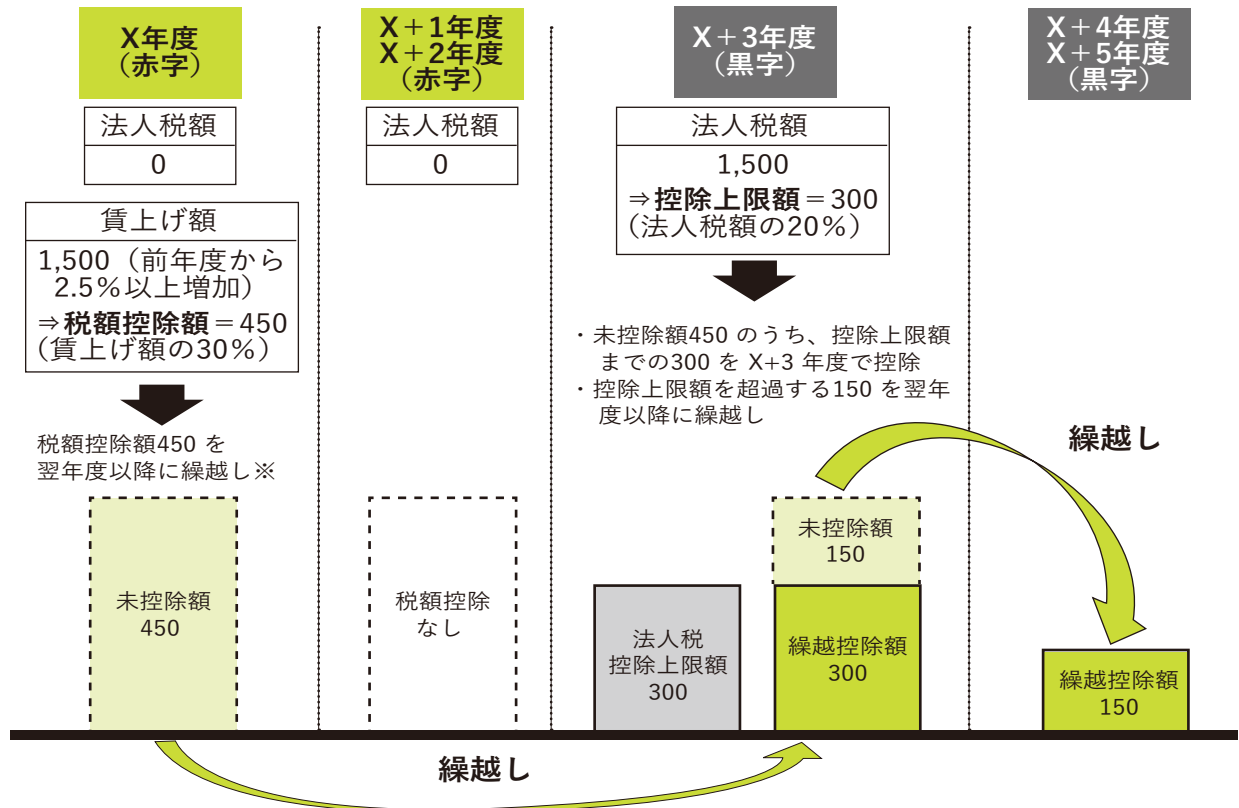 X年度
（赤字）
法人税額
0
賃上げ額
1,500（前年度から
2.5％以上増加）
⇒税額控除額＝450
（賃上げ額の30％）
税額控除額450 を
翌年度以降に繰越し※
未控除額
450
X＋1年度
X＋2年度
（赤字）
法人税額
0
税額控除
なし
X＋3年度
（黒字）
法人税額
1,500
⇒控除上限額＝300
（法人税額の20％）
・未控除額450 のうち、控除上限額
までの300 を X+3 年度で控除
・控除上限額を超過する150 を翌年
度以降に繰越し
法人税
控除上限額
300
未控除額
150
繰越控除額
300
X＋4年度
X＋5年度
（黒字）
繰越し
繰越控除額
150
繰越し